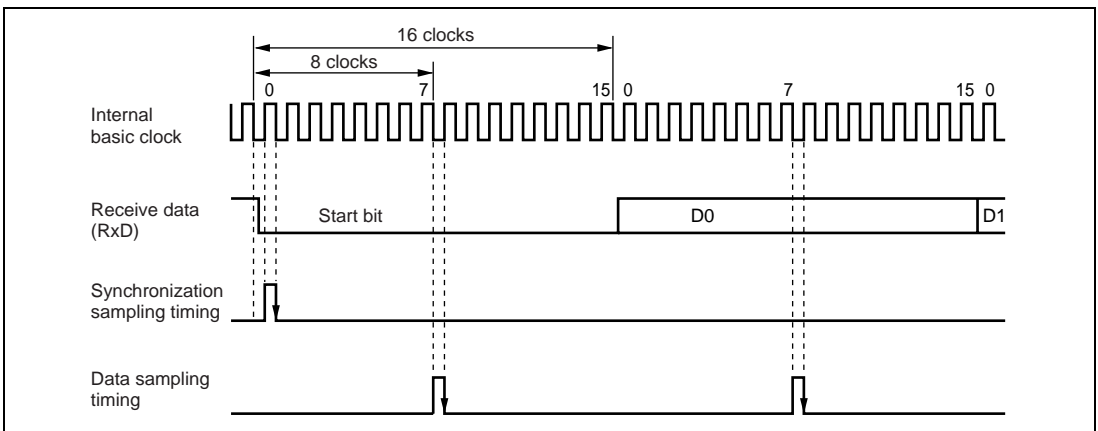 16 clocks
8 clocks
0 7 15 0 7 15 0
Internal
basic clock
Receive data
(RxD)
Start bit D0 D1
Synchronization
sampling timing
Data sampling
timing